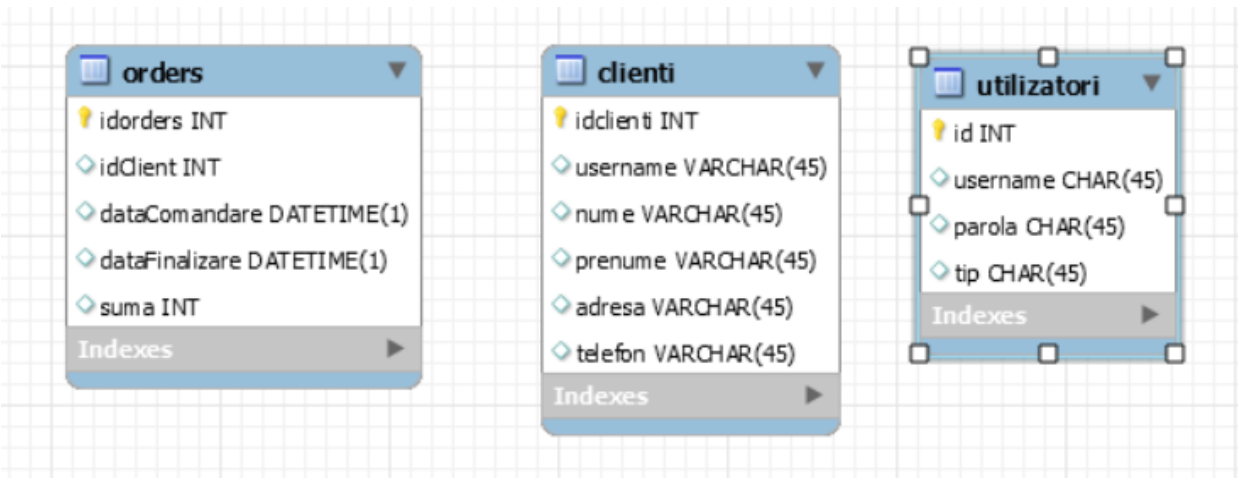 orders
idorders INT
idClient INT
dataComandare DATETIME(1)
dataFinalizare DATETIME(1)
suma INT
Indexes
clienti
idclienti INT
username VARCHAR(45)
nume VARCHAR(45)
prenume VARCHAR(45)
adresa VARCHAR(45)
telefon VARCHAR(45)
Indexes
utilizatori
id INT
username CHAR(45)
parola CHAR(45)
tip CHAR(45)
Indexes